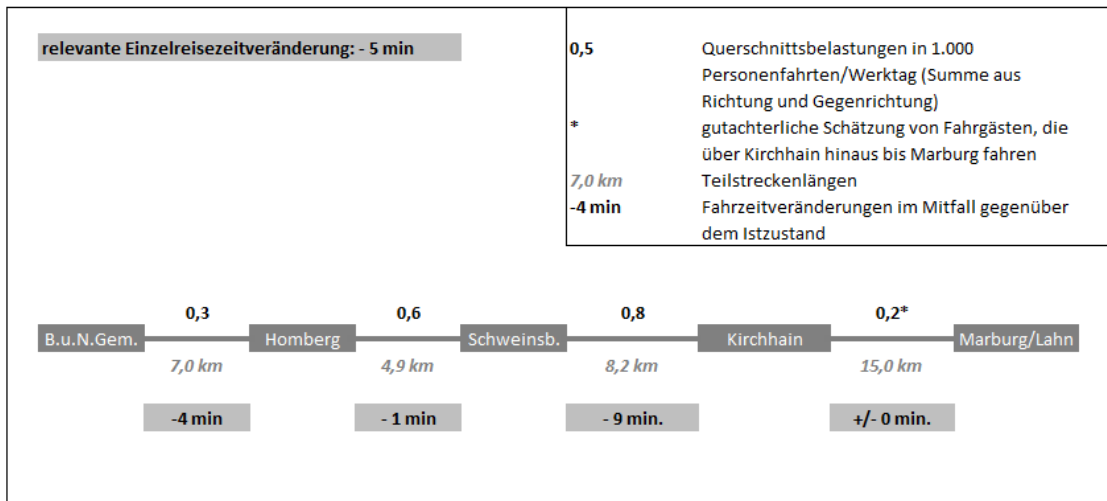 relevante Einzelreisezeitveränderung: - 5 min
0,5 Querschnittsbelastungen in 1.000
Personenfahrten/Werktag (Summe aus
Richtung und Gegenrichtung)
* gutachterliche Schätzung von Fahrgästen, die
über Kirchhain hinaus bis Marburg fahren
7,0 km Teilstreckenlängen
-4 min Fahrzeitveränderungen im Mitfall gegenüber
dem Istzustand
0,3 0,6 0,8 0,2*
B.u.N.Gem. Homberg Schweinsb. Kirchhain Marburg/Lahn
7,0 km 4,9 km 8,2 km 15,0 km
-4 min - 1 min - 9 min. +/- 0 min.